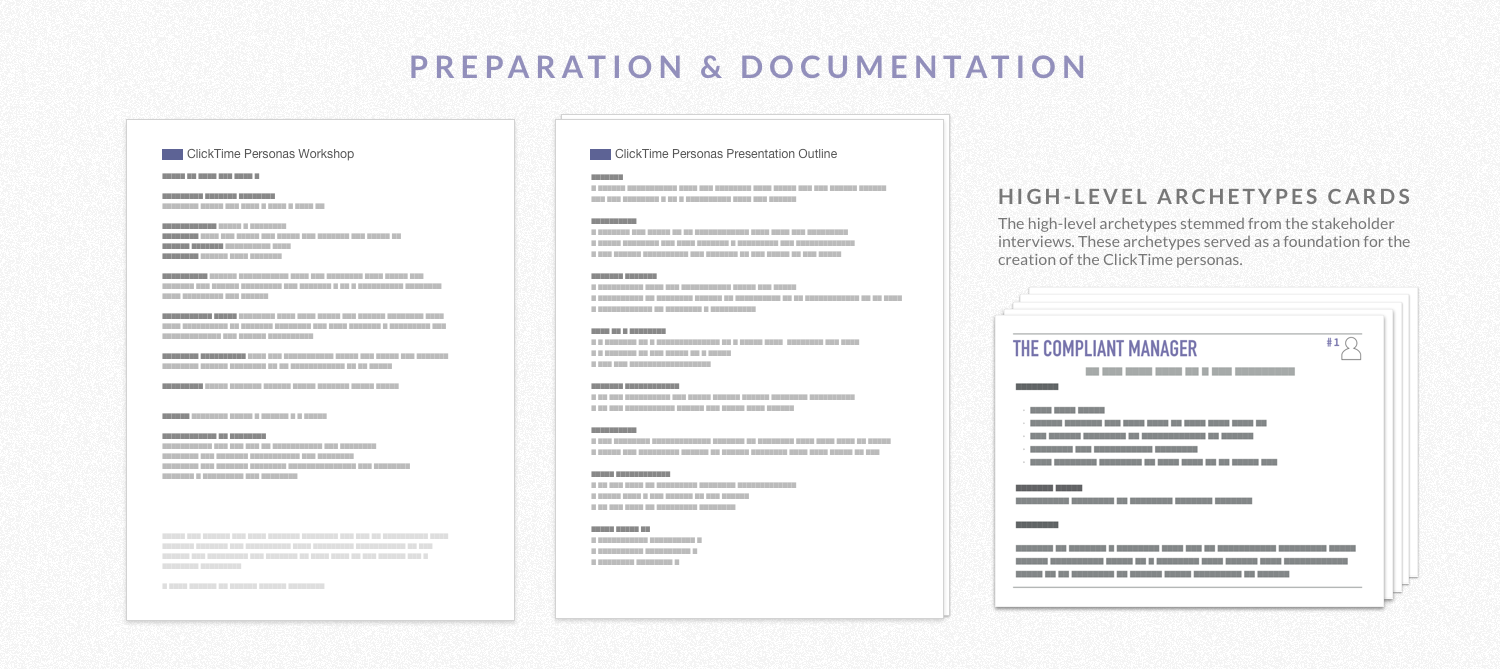 PREPARATION & DOCUMENTATION
ClickTime Personas Workshop
ClickTime Personas Presentation Outline
HIGH-LEVEL ARCHETYPES CARDS
The high-level archetypes stemmed from the stakeholder
interviews. These archetypes served as a foundation for the
creation of the ClickTime personas.
THE COMPLIANT MANAGER
#1